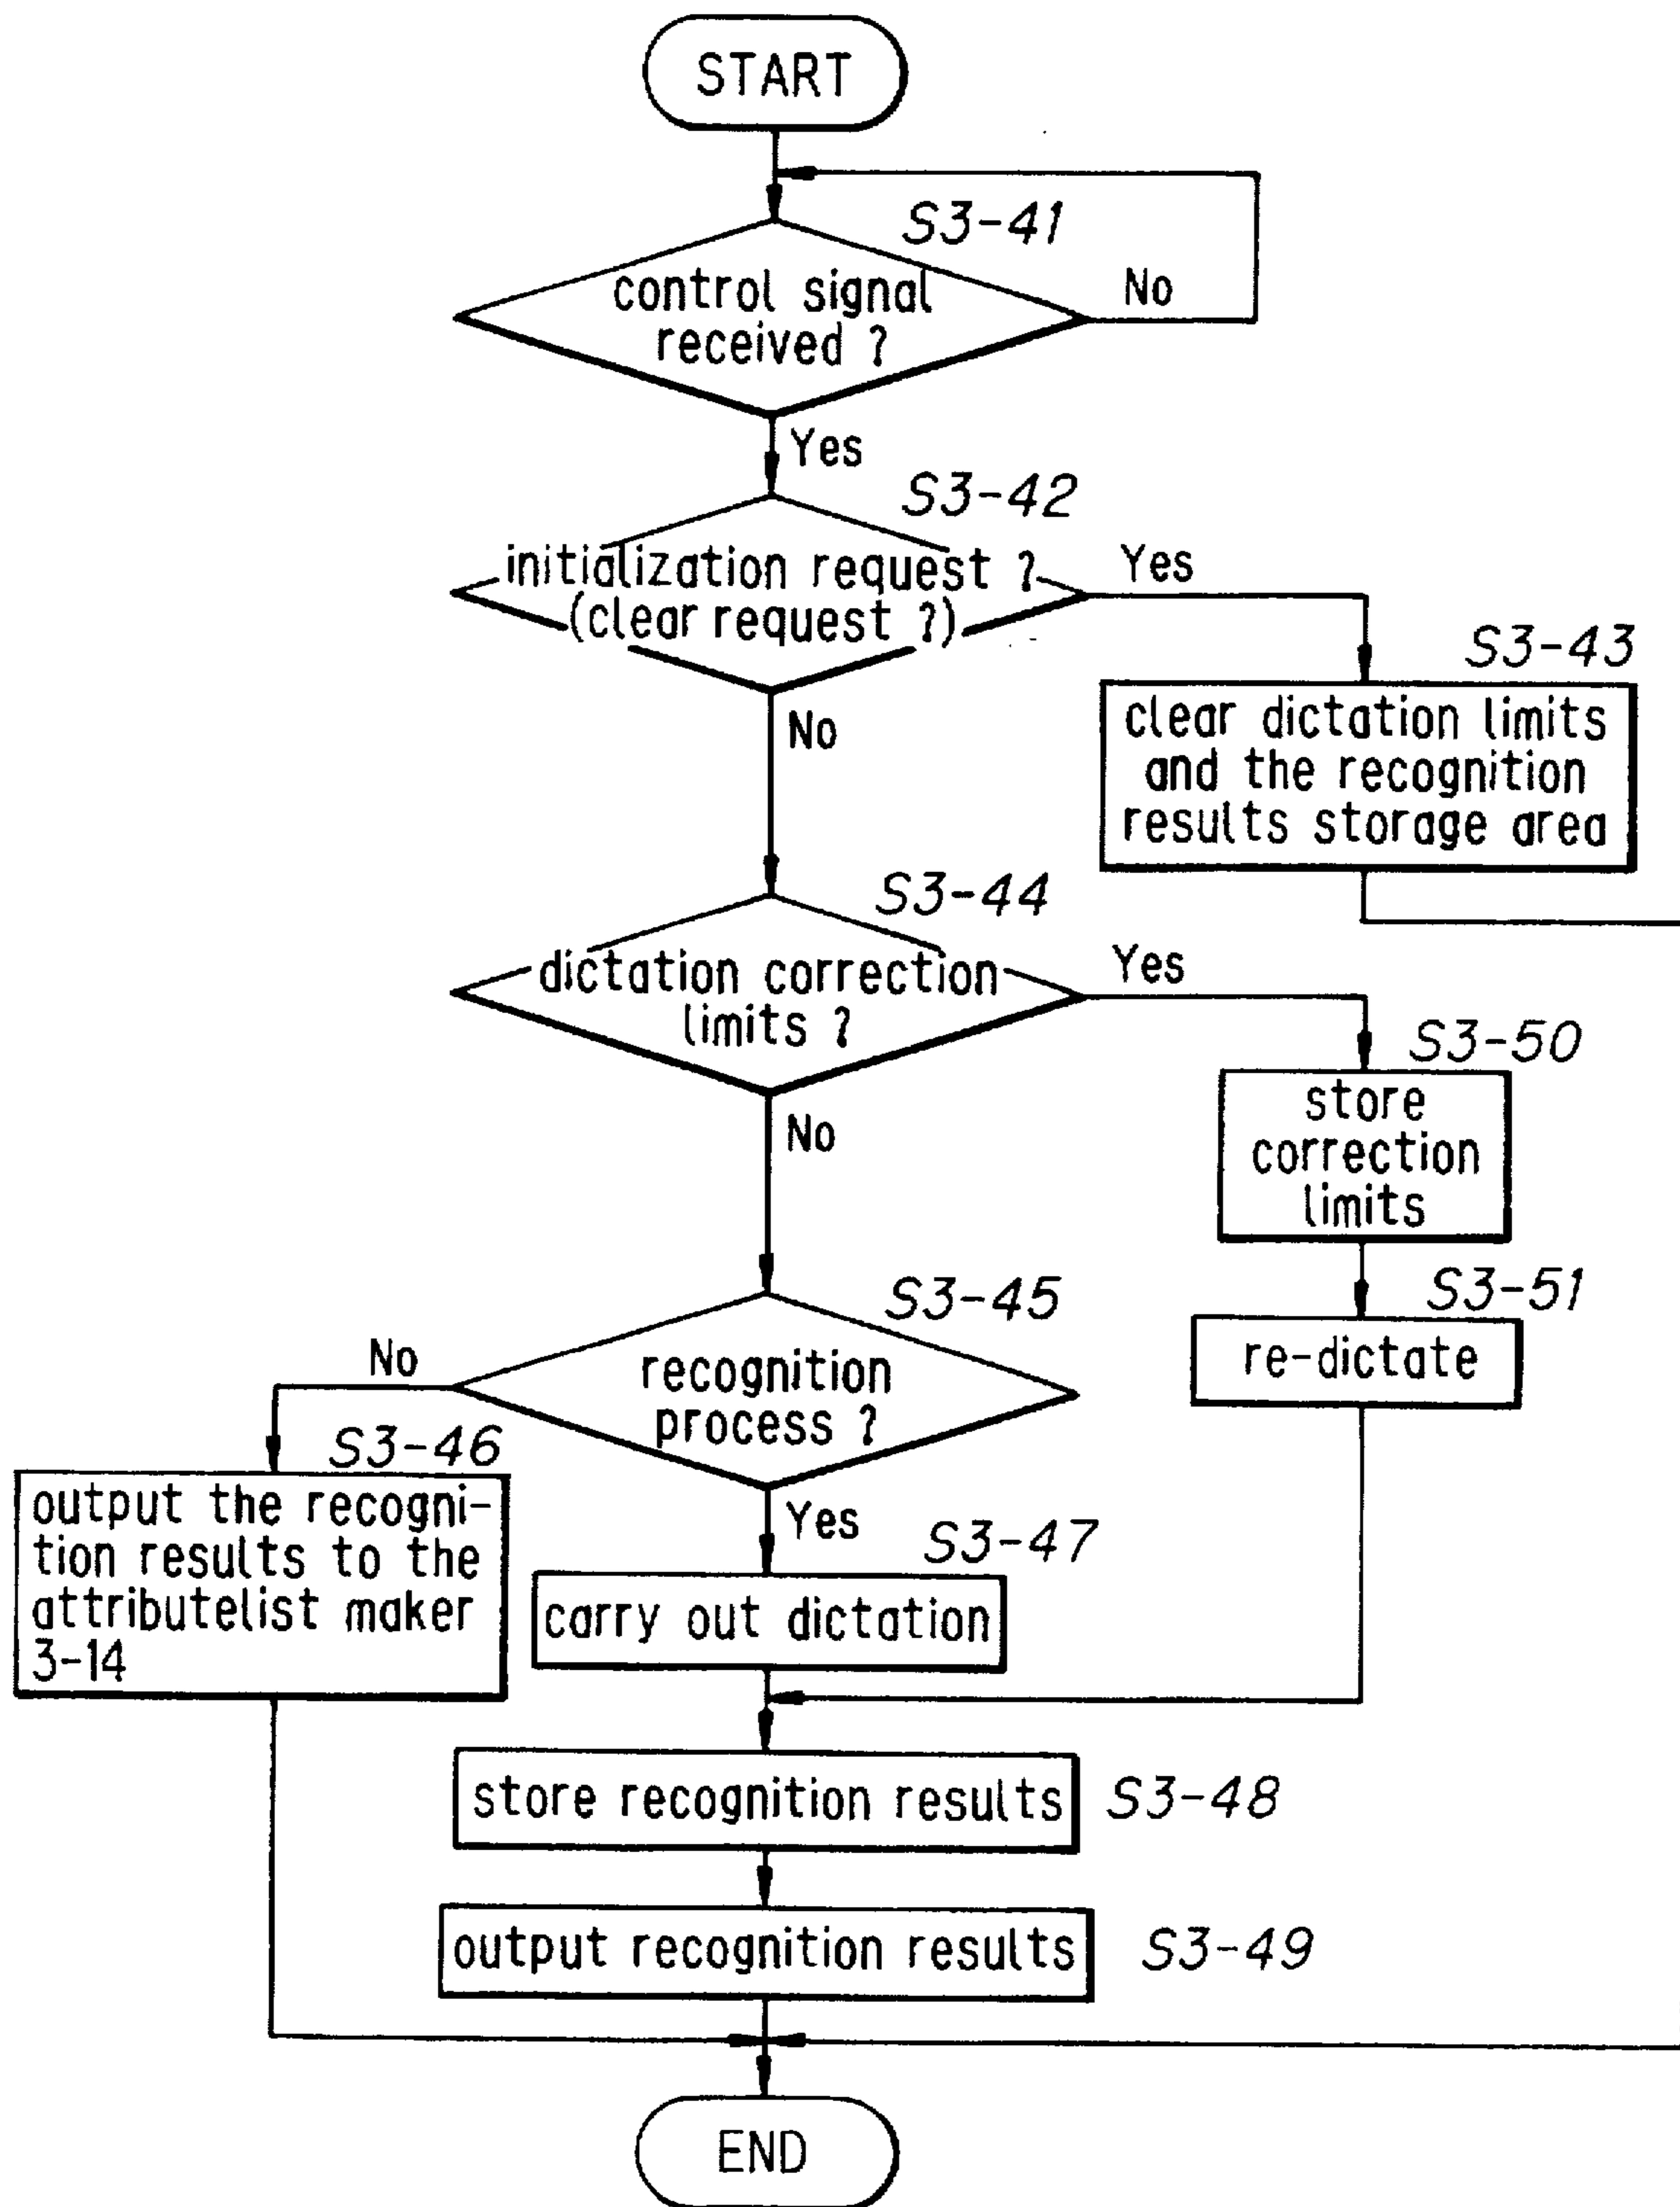 START
S3-41
control signal
received ?
No
Yes
S3-42
initialization request ?
(clear request ?)
Yes
No
S3-43
clear dictation limits
and the recognition
results storage area
S3-44
dictation correction
limits ?
Yes
No
S3-50
store
correction
limits
S3-51
re-dictate
S3-45
recognition
process ?
No
Yes
S3-46
output the recogni-
tion results to the
attributelist maker
3-14
S3-47
carry out dictation
store recognition results
S3-48
output recognition results
S3-49
END